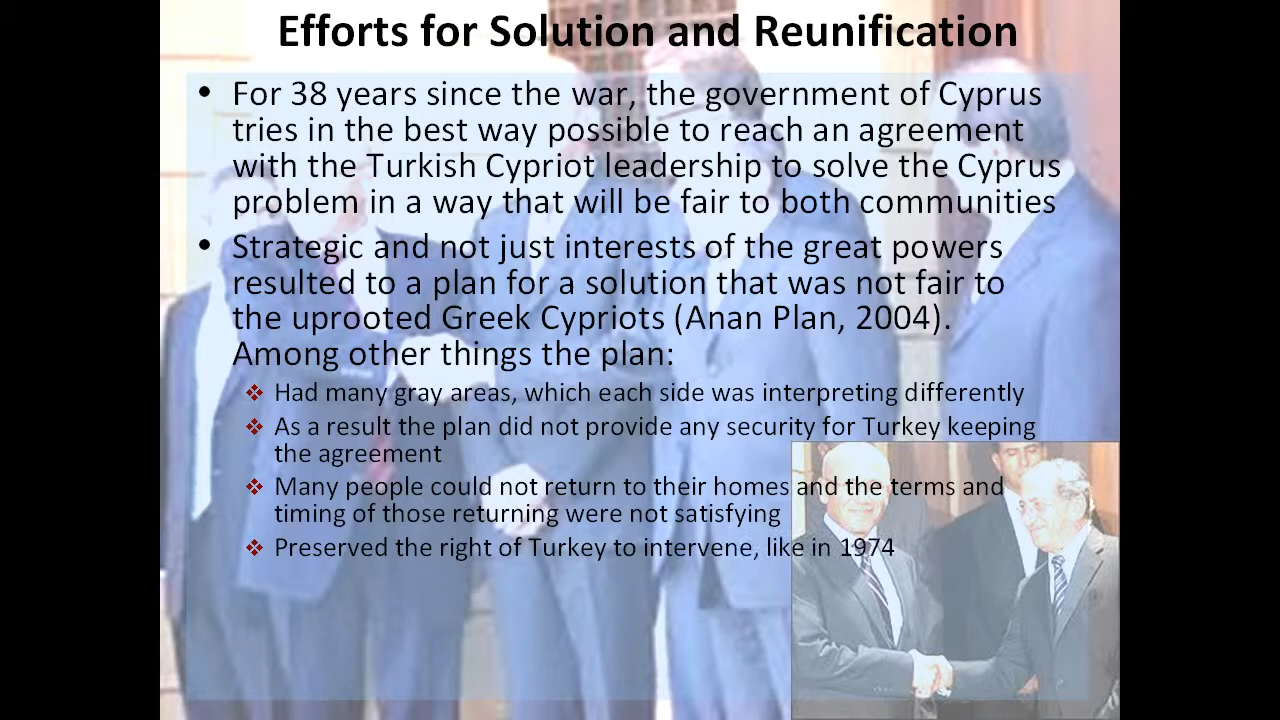 Efforts for Solution and Reunification
• For 38 years since the war, the government of Cyprus
tries in the best way possible to reach an agreement
with the Turkish Cypriot leadership to solve the Cyprus
problem in a way that will be fair to both communities
• Strategic and not just interests of the great powers
resulted to a plan for a solution that was not fair to
the uprooted Greek Cypriots (Anan Plan, 2004).
Among other things the plan:
❖ Had many gray areas, which each side was interpreting differently
❖ As a result the plan did not provide any security for Turkey keeping
the agreement
❖ Many people could not return to their homes and the terms and
timing of those returning were not satisfying
❖ Preserved the right of Turkey to intervene, like in 1974